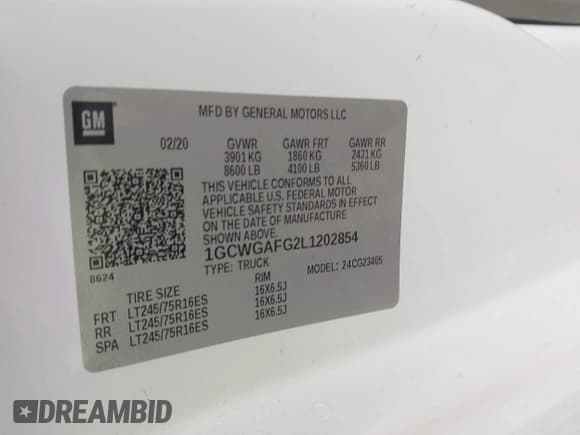 GM
MFD BY GENERAL MOTORS LLC
02/20 GVWR GAWR FRT GAWR RR
3901 KG 1860 KG 2431 KG
8600 LB 4100 LB 5360 LB
THIS VEHICLE CONFORMS TO ALL
APPLICABLE U.S. FEDERAL MOTOR
VEHICLE SAFETY STANDARDS IN EFFECT
ON THE DATE OF MANUFACTURE
SHOWN ABOVE.
1GCWGAFG2L1202854
8624
TYPE: TRUCK MODEL: 24CG23405
TIRE SIZE RIM
FRT LT245/75R16ES 16X6.5J
RR LT245/75R16ES 16X6.5J
SPA LT245/75R16ES 16X6.5J
DREAMBID